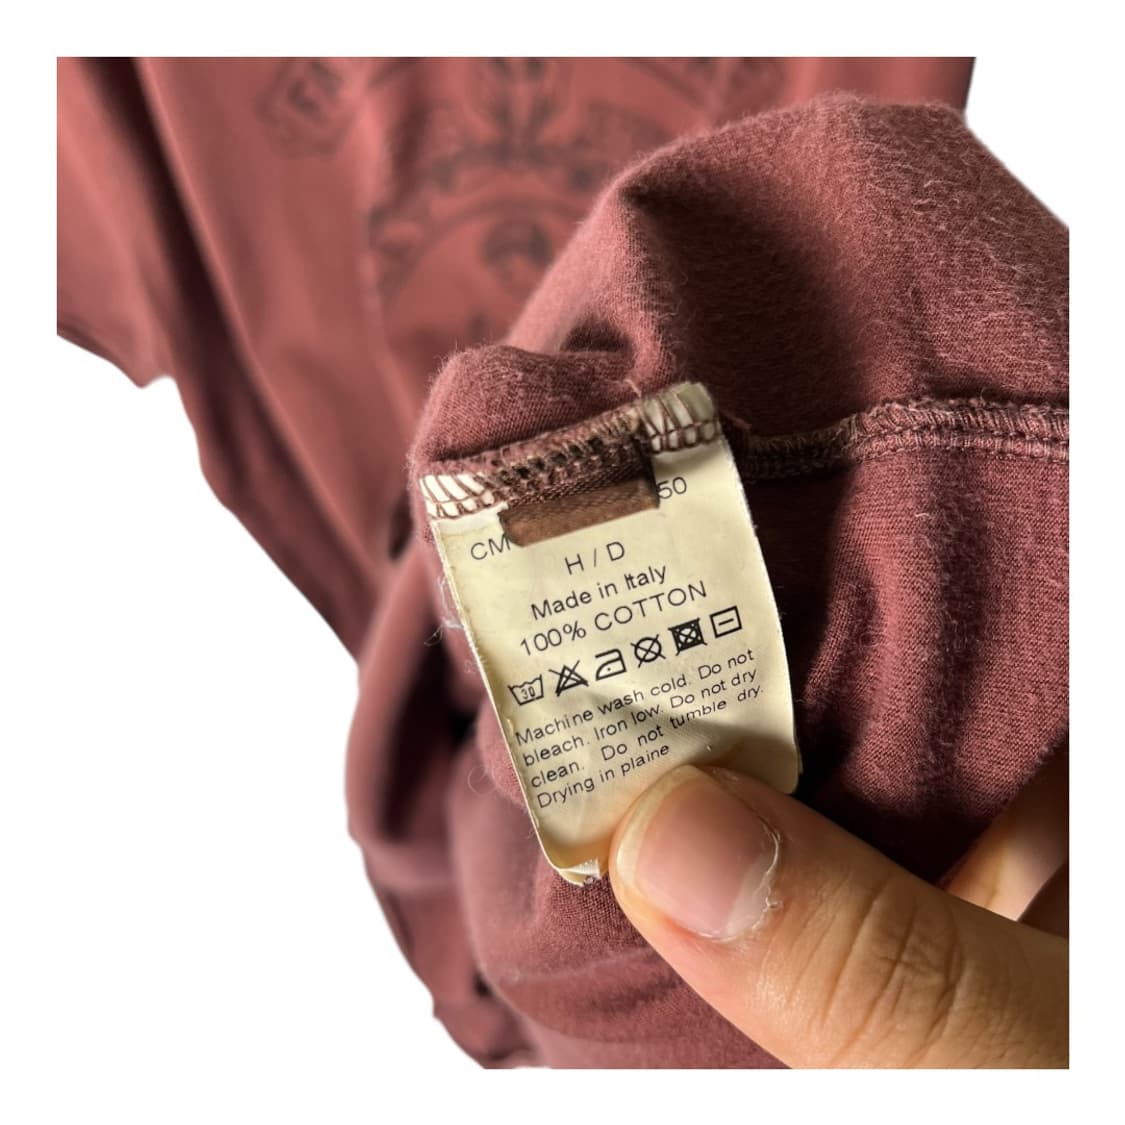 FA
50
CM
H / D
Made in Italy
100% COTTON
30
Machine wash cold. Do not
bleach. Iron low. Do not dry
clean. Do not tumble dry.
Drying in plaine